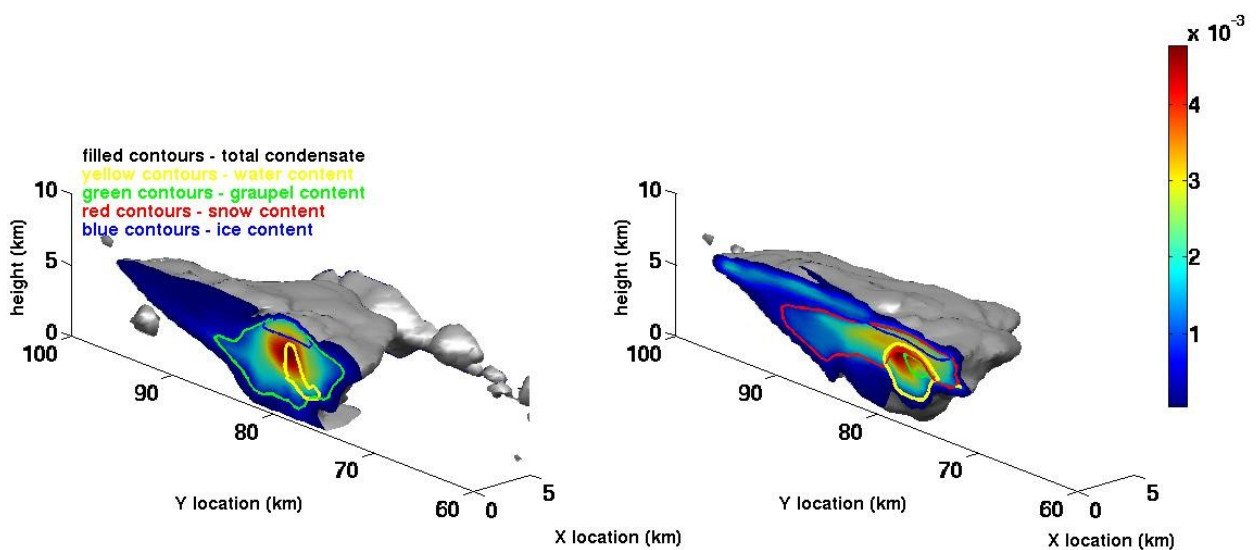 x 10⁻³
4
3
2
1
filled contours - total condensate
yellow contours - water content
green contours - graupel content
red contours - snow content
blue contours - ice content
10
5
0
height (km)
100
90
80
70
60
Y location (km)
0
5
X location (km)
10
5
0
height (km)
100
90
80
70
60
Y location (km)
0
5
X location (km)